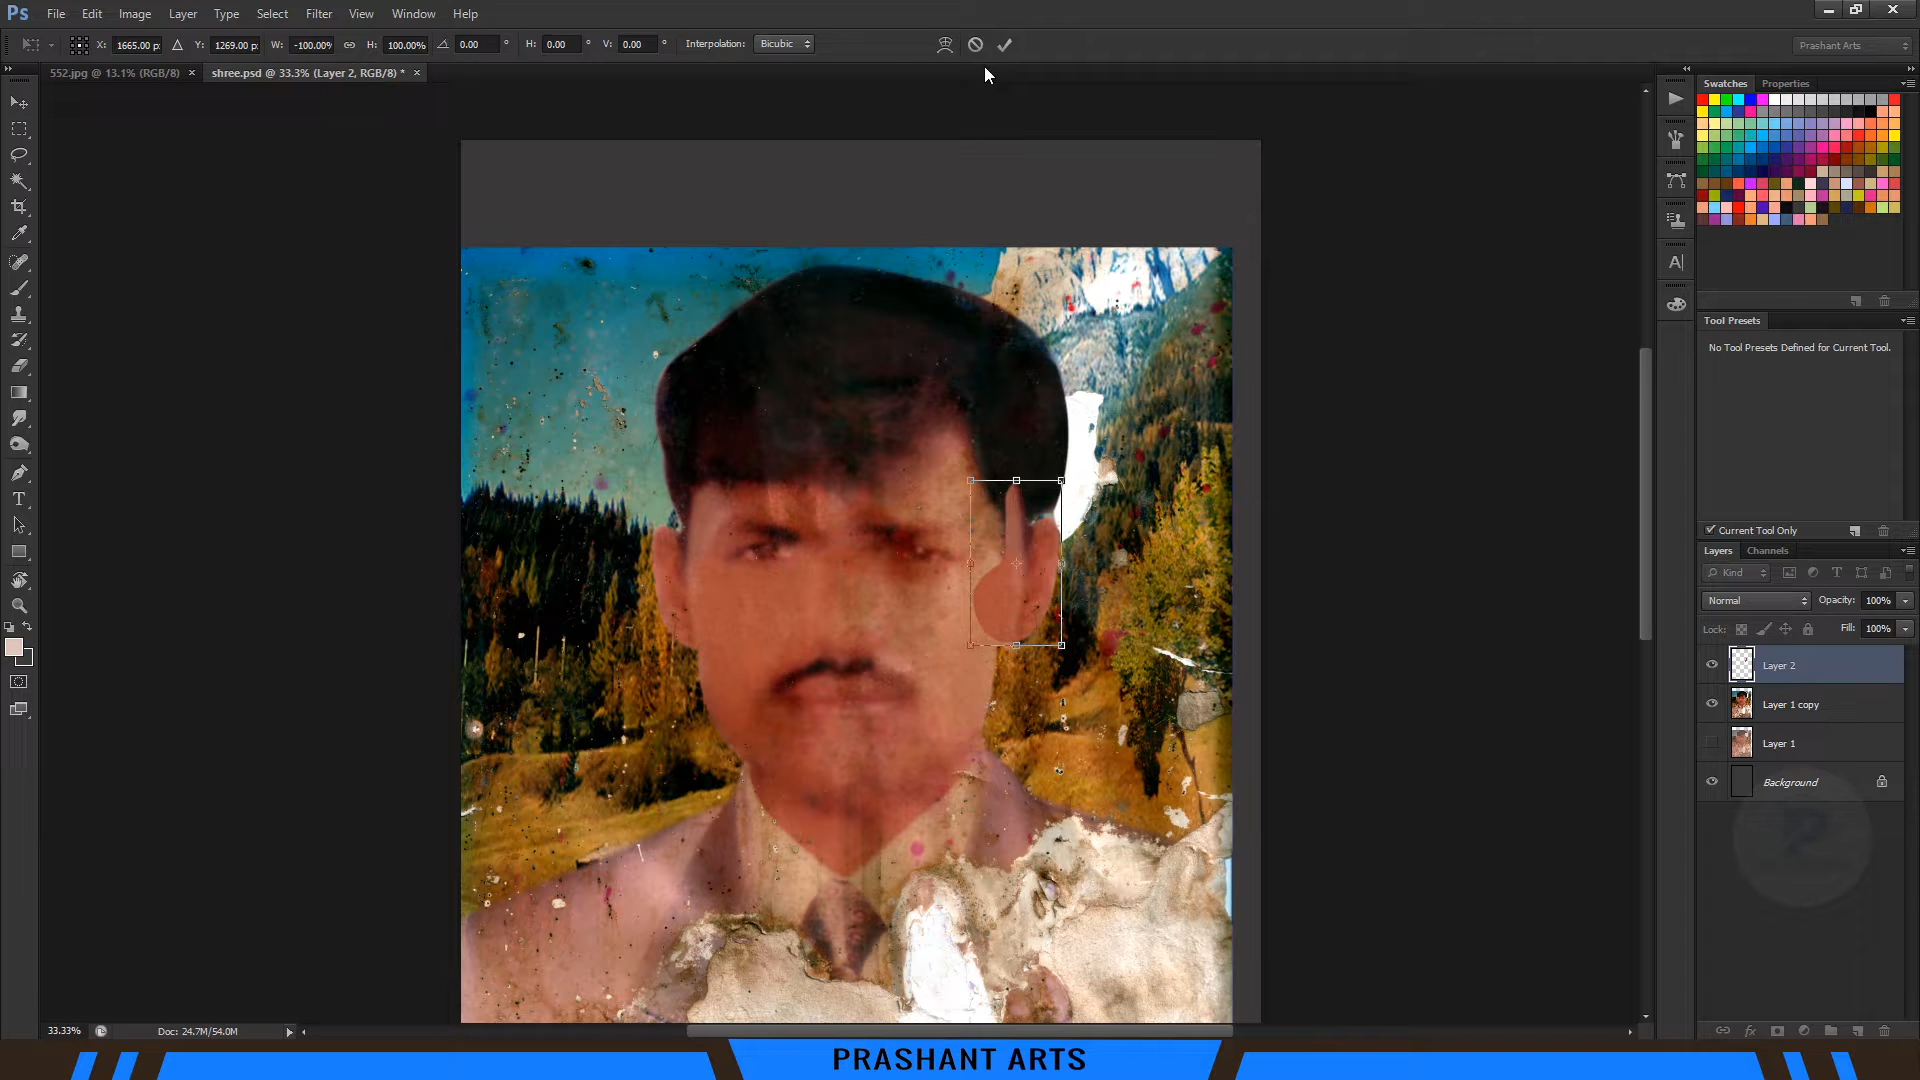 Ps File Edit Image Layer Type Select Filter View Window Help
X: 1665.00 p: Y: 1269.00 p: W: -100.00% H: 100.00% 0.00 ° H: 0.00 ° V: 0.00 ° Interpolation: Bicubic Prashant Arts
552.jpg @ 13.1% (RGB/8) × shree.psd @ 33.3% (Layer 2, RGB/8) * ×
Swatches Properties
Tool Presets
No Tool Presets Defined for Current Tool.
Current Tool Only
Layers Channels
Kind
Normal Opacity: 100%
Lock: Fill: 100%
Layer 2
Layer 1 copy
Layer 1
Background
33.33% Doc: 24.7M/54.0M
PRASHANT ARTS